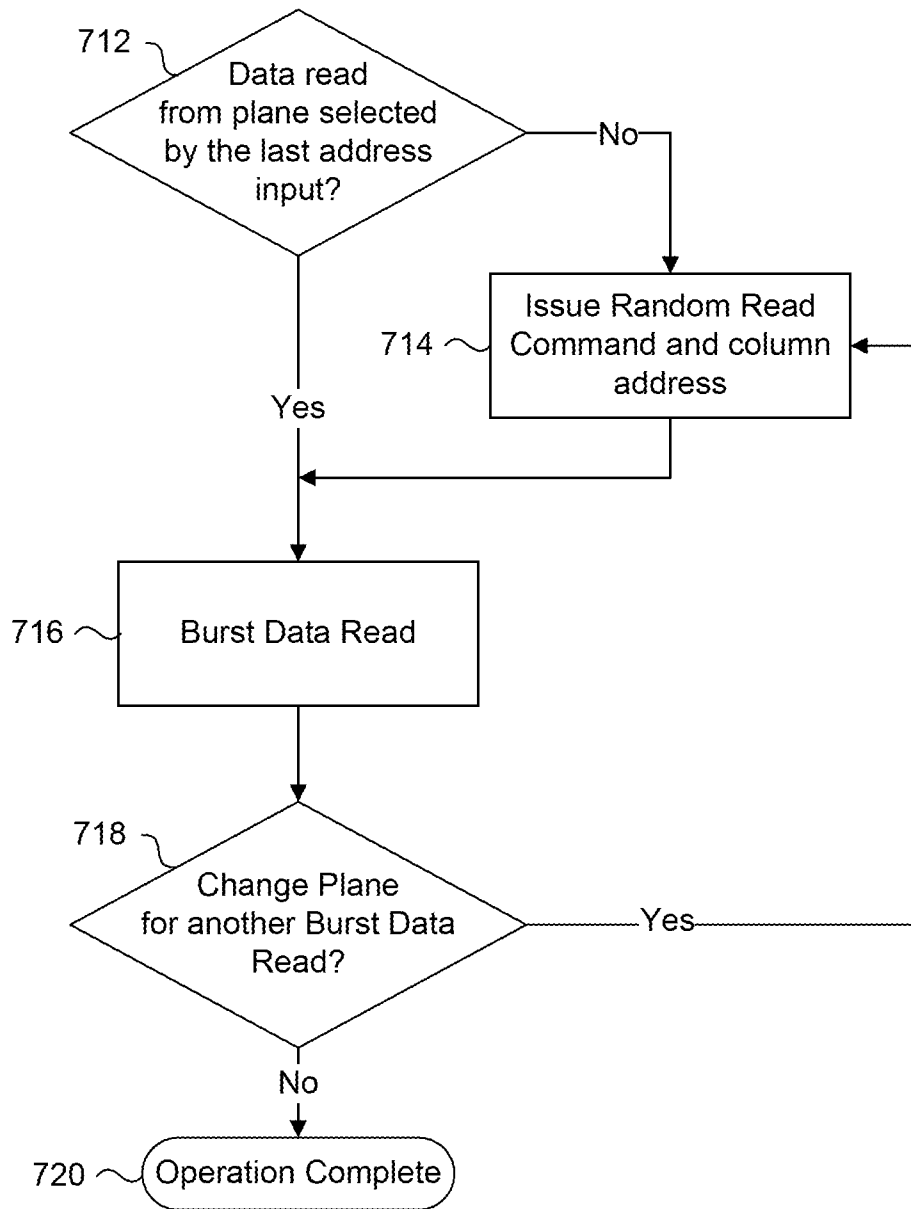 712
Data read
from plane selected
by the last address
input?
No
714
Issue Random Read
Command and column
address
Yes
716
Burst Data Read
718
Change Plane
for another Burst Data
Read?
Yes
No
720
Operation Complete